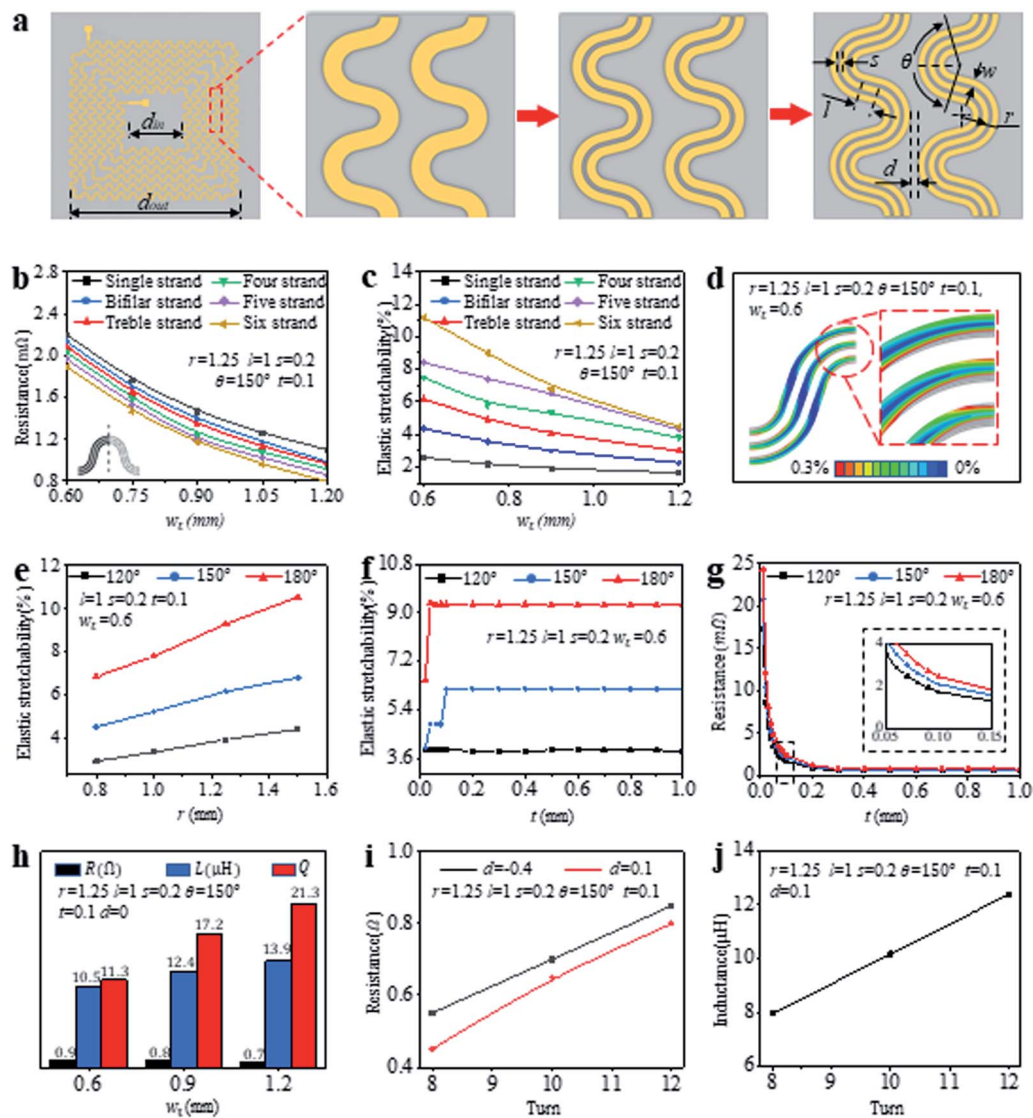 a
d_in
d_out
s
θ
w
l
r
d
b
Resistance(mΩ)
2.8
2.4
2.0
1.6
1.2
0.8
Single strand
Four strand
Bifilar strand
Five strand
Treble strand
Six strand
r=1.25 l=1 s=0.2
θ=150° t=0.1
0.60 0.75 0.90 1.05 1.20
w_t (mm)
c
Elastic stretchability(%)
14
12
10
8
6
4
2
Single strand
Four strand
Bifilar strand
Five strand
Treble strand
Six strand
r=1.25 l=1 s=0.2
θ=150° t=0.1
0.6 0.8 1.0 1.2
w_t (mm)
d
r=1.25 l=1 s=0.2 θ=150° t=0.1,
w_t=0.6
0.3% 0%
e
Elastic stretchability(%)
12
10
8
6
4
120° 150° 180°
l=1 s=0.2 t=0.1
w_t=0.6
0.8 1.0 1.2 1.4 1.6
r (mm)
f
Elastic stretchability(%)
10.8
9.0
7.2
5.4
3.6
120° 150° 180°
r=1.25 l=1 s=0.2 w_t=0.6
0.0 0.2 0.4 0.6 0.8 1.0
t (mm)
g
Resistance (mΩ)
25
20
15
10
5
0
120° 150° 180°
r=1.25 l=1 s=0.2 w_t=0.6
4
2
0
0.05 0.10 0.15
0.0 0.2 0.4 0.6 0.8 1.0
t (mm)
h
R(Ω) L(μH) Q
r=1.25 l=1 s=0.2 θ=150°
t=0.1 d=0
0.9 10.5 11.3
0.8 12.4 17.2
0.7 13.9 21.3
0.6 0.9 1.2
w_t (mm)
i
Resistance(Ω)
1.0
0.8
0.6
0.4
d=-0.4 d=0.1
r=1.25 l=1 s=0.2 θ=150° t=0.1
8 9 10 11 12
Turn
j
Inductance(μH)
14
12
10
8
6
r=1.25 l=1 s=0.2 θ=150° t=0.1
d=0.1
8 9 10 11 12
Turn